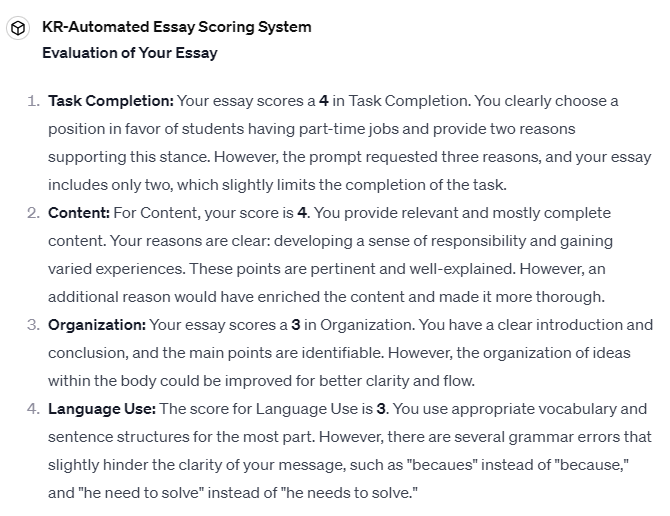 KR-Automated Essay Scoring System
Evaluation of Your Essay
1. Task Completion: Your essay scores a 4 in Task Completion. You clearly choose a
position in favor of students having part-time jobs and provide two reasons
supporting this stance. However, the prompt requested three reasons, and your essay
includes only two, which slightly limits the completion of the task.
2. Content: For Content, your score is 4. You provide relevant and mostly complete
content. Your reasons are clear: developing a sense of responsibility and gaining
varied experiences. These points are pertinent and well-explained. However, an
additional reason would have enriched the content and made it more thorough.
3. Organization: Your essay scores a 3 in Organization. You have a clear introduction and
conclusion, and the main points are identifiable. However, the organization of ideas
within the body could be improved for better clarity and flow.
4. Language Use: The score for Language Use is 3. You use appropriate vocabulary and
sentence structures for the most part. However, there are several grammar errors that
slightly hinder the clarity of your message, such as "becaues" instead of "because,"
and "he need to solve" instead of "he needs to solve."